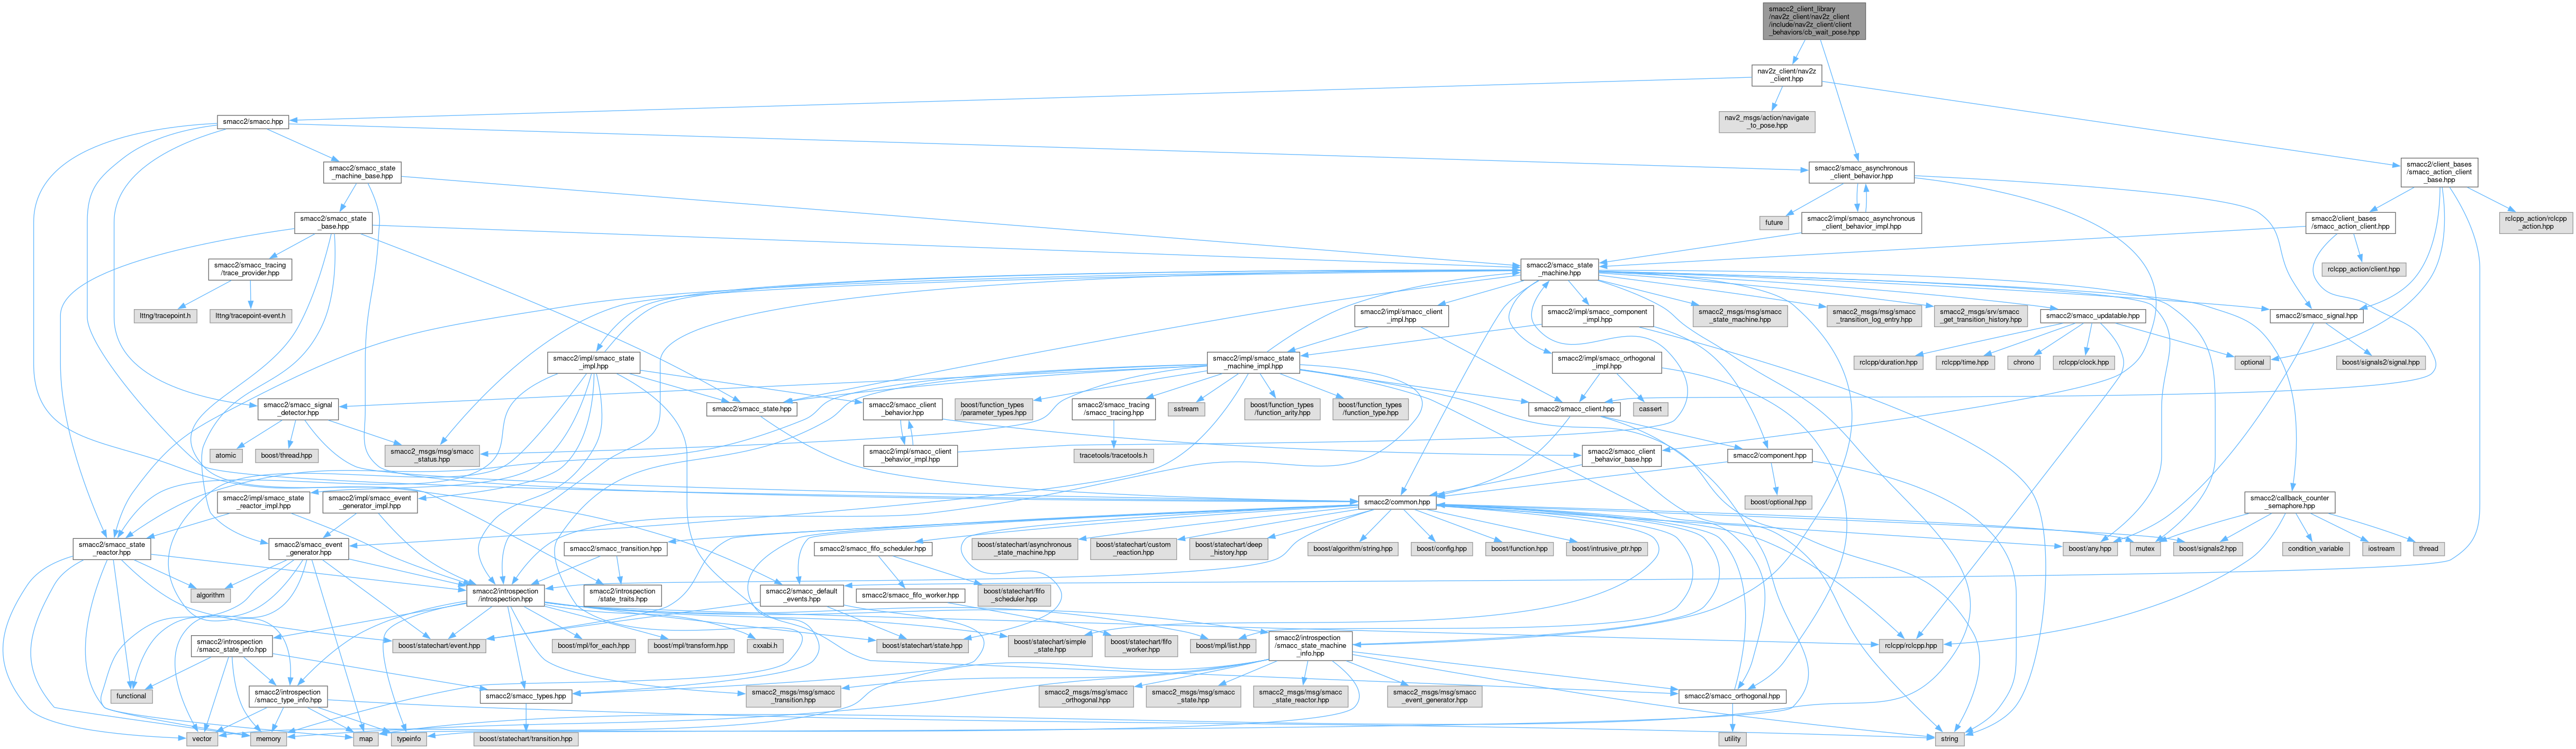 smacc2_client_library
/nav2z_client/nav2z_client
/include/nav2z_client/client
_behaviors/cb_wait_pose.hpp
nav2z_client/nav2z
_client.hpp
smacc2/smacc.hpp
nav2_msgs/action/navigate
_to_pose.hpp
smacc2/smacc_state
_machine_base.hpp
smacc2/smacc_asynchronous
_client_behavior.hpp
smacc2/client_bases
/smacc_action_client
_base.hpp
smacc2/smacc_state
_base.hpp
future
smacc2/impl/smacc_asynchronous
_client_behavior_impl.hpp
smacc2/client_bases
/smacc_action_client.hpp
rclcpp_action/rclcpp
_action.hpp
smacc2/smacc_tracing
/trace_provider.hpp
smacc2/smacc_state
_machine.hpp
rclcpp_action/client.hpp
lttng/tracepoint.h
lttng/tracepoint-event.h
smacc2/impl/smacc_client
_impl.hpp
smacc2/impl/smacc_component
_impl.hpp
smacc2_msgs/msg/smacc
_state_machine.hpp
smacc2_msgs/msg/smacc
_transition_log_entry.hpp
smacc2_msgs/srv/smacc
_get_transition_history.hpp
smacc2/smacc_updatable.hpp
smacc2/smacc_signal.hpp
smacc2/impl/smacc_state
_impl.hpp
smacc2/impl/smacc_state
_machine_impl.hpp
smacc2/impl/smacc_orthogonal
_impl.hpp
rclcpp/duration.hpp
rclcpp/time.hpp
chrono
rclcpp/clock.hpp
optional
boost/signals2/signal.hpp
smacc2/smacc_signal
_detector.hpp
smacc2/smacc_state.hpp
smacc2/smacc_client
_behavior.hpp
boost/function_types
/parameter_types.hpp
smacc2/smacc_tracing
/smacc_tracing.hpp
sstream
boost/function_types
/function_arity.hpp
boost/function_types
/function_type.hpp
smacc2/smacc_client.hpp
cassert
atomic
boost/thread.hpp
smacc2_msgs/msg/smacc
_status.hpp
smacc2/impl/smacc_client
_behavior_impl.hpp
tracetools/tracetools.h
smacc2/smacc_client
_behavior_base.hpp
smacc2/component.hpp
smacc2/impl/smacc_state
_reactor_impl.hpp
smacc2/impl/smacc_event
_generator_impl.hpp
smacc2/common.hpp
boost/optional.hpp
smacc2/callback_counter
_semaphore.hpp
smacc2/smacc_state
_reactor.hpp
smacc2/smacc_event
_generator.hpp
smacc2/smacc_transition.hpp
smacc2/smacc_fifo_scheduler.hpp
boost/statechart/asynchronous
_state_machine.hpp
boost/statechart/custom
_reaction.hpp
boost/statechart/deep
_history.hpp
boost/algorithm/string.hpp
boost/config.hpp
boost/function.hpp
boost/intrusive_ptr.hpp
boost/any.hpp
mutex
boost/signals2.hpp
condition_variable
iostream
thread
algorithm
smacc2/introspection
/introspection.hpp
smacc2/introspection
/state_traits.hpp
smacc2/smacc_default
_events.hpp
smacc2/smacc_fifo_worker.hpp
boost/statechart/fifo
_scheduler.hpp
smacc2/introspection
/smacc_state_info.hpp
boost/statechart/event.hpp
boost/mpl/for_each.hpp
boost/mpl/transform.hpp
cxxabi.h
boost/statechart/state.hpp
boost/statechart/simple
_state.hpp
boost/statechart/fifo
_worker.hpp
boost/mpl/list.hpp
smacc2/introspection
/smacc_state_machine
_info.hpp
rclcpp/rclcpp.hpp
functional
smacc2/introspection
/smacc_type_info.hpp
smacc2/smacc_types.hpp
smacc2_msgs/msg/smacc
_transition.hpp
smacc2_msgs/msg/smacc
_orthogonal.hpp
smacc2_msgs/msg/smacc
_state.hpp
smacc2_msgs/msg/smacc
_state_reactor.hpp
smacc2_msgs/msg/smacc
_event_generator.hpp
smacc2/smacc_orthogonal.hpp
vector
memory
map
typeinfo
boost/statechart/transition.hpp
utility
string